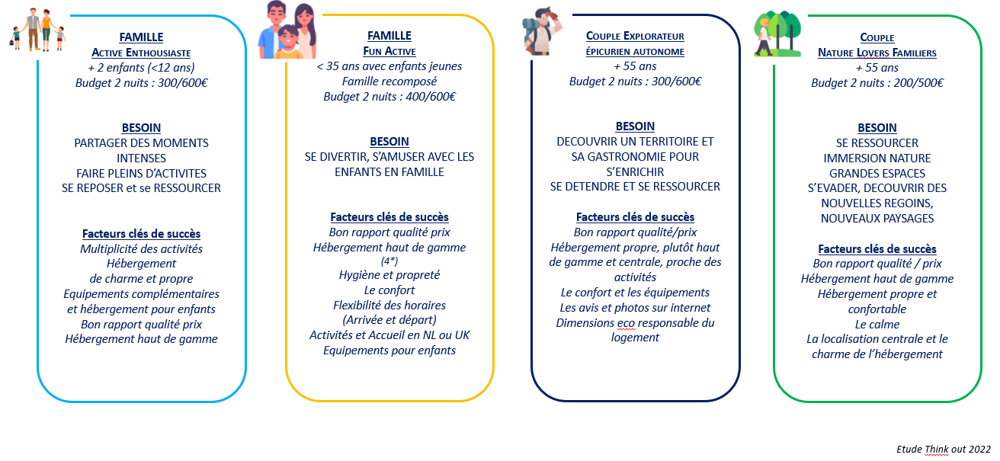 FAMILLE
ACTIVE ENTHOUSIASTE
+ 2 enfants (<12 ans)
Budget 2 nuits : 300/600€
BESOIN
PARTAGER DES MOMENTS
INTENSES
FAIRE PLEINS D’ACTIVITES
SE REPOSER et se RESSOURCER
Facteurs clés de succès
Multiplicité des activités
Hébergement
de charme et propre
Equipements complémentaires
et hébergement pour enfants
Bon rapport qualité prix
Hébergement haut de gamme
FAMILLE
FUN ACTIVE
< 35 ans avec enfants jeunes
Famille recomposé
Budget 2 nuits : 400/600€
BESOIN
SE DIVERTIR, S’AMUSER AVEC LES
ENFANTS EN FAMILLE
Facteurs clés de succès
Bon rapport qualité prix
Hébergement haut de gamme
(4*)
Hygiène et propreté
Le confort
Flexibilité des horaires
(Arrivée et départ)
Activités et Accueil en NL ou UK
Equipements pour enfants
COUPLE EXPLORATEUR
ÉPICURIEN AUTONOME
+ 55 ans
Budget 2 nuits : 300/600€
BESOIN
DECOUVRIR UN TERRITOIRE ET
SA GASTRONOMIE POUR
S’ENRICHIR
SE DETENDRE ET SE RESSOURCER
Facteurs clés de succès
Bon rapport qualité/prix
Hébergement propre, plutôt haut
de gamme et centrale, proche des
activités
Le confort et les équipements
Les avis et photos sur internet
Dimensions eco responsable du
logement
COUPLE
NATURE LOVERS FAMILIERS
+ 55 ans
Budget 2 nuits : 200/500€
BESOIN
SE RESSOURCER
IMMERSION NATURE
GRANDES ESPACES
S’EVADER, DECOUVRIR DES
NOUVELLES REGOINS,
NOUVEAUX PAYSAGES
Facteurs clés de succès
Bon rapport qualité / prix
Hébergement haut de gamme
Hébergement propre et
confortable
Le calme
La localisation centrale et le
charme de l’hébergement
Etude Think out 2022